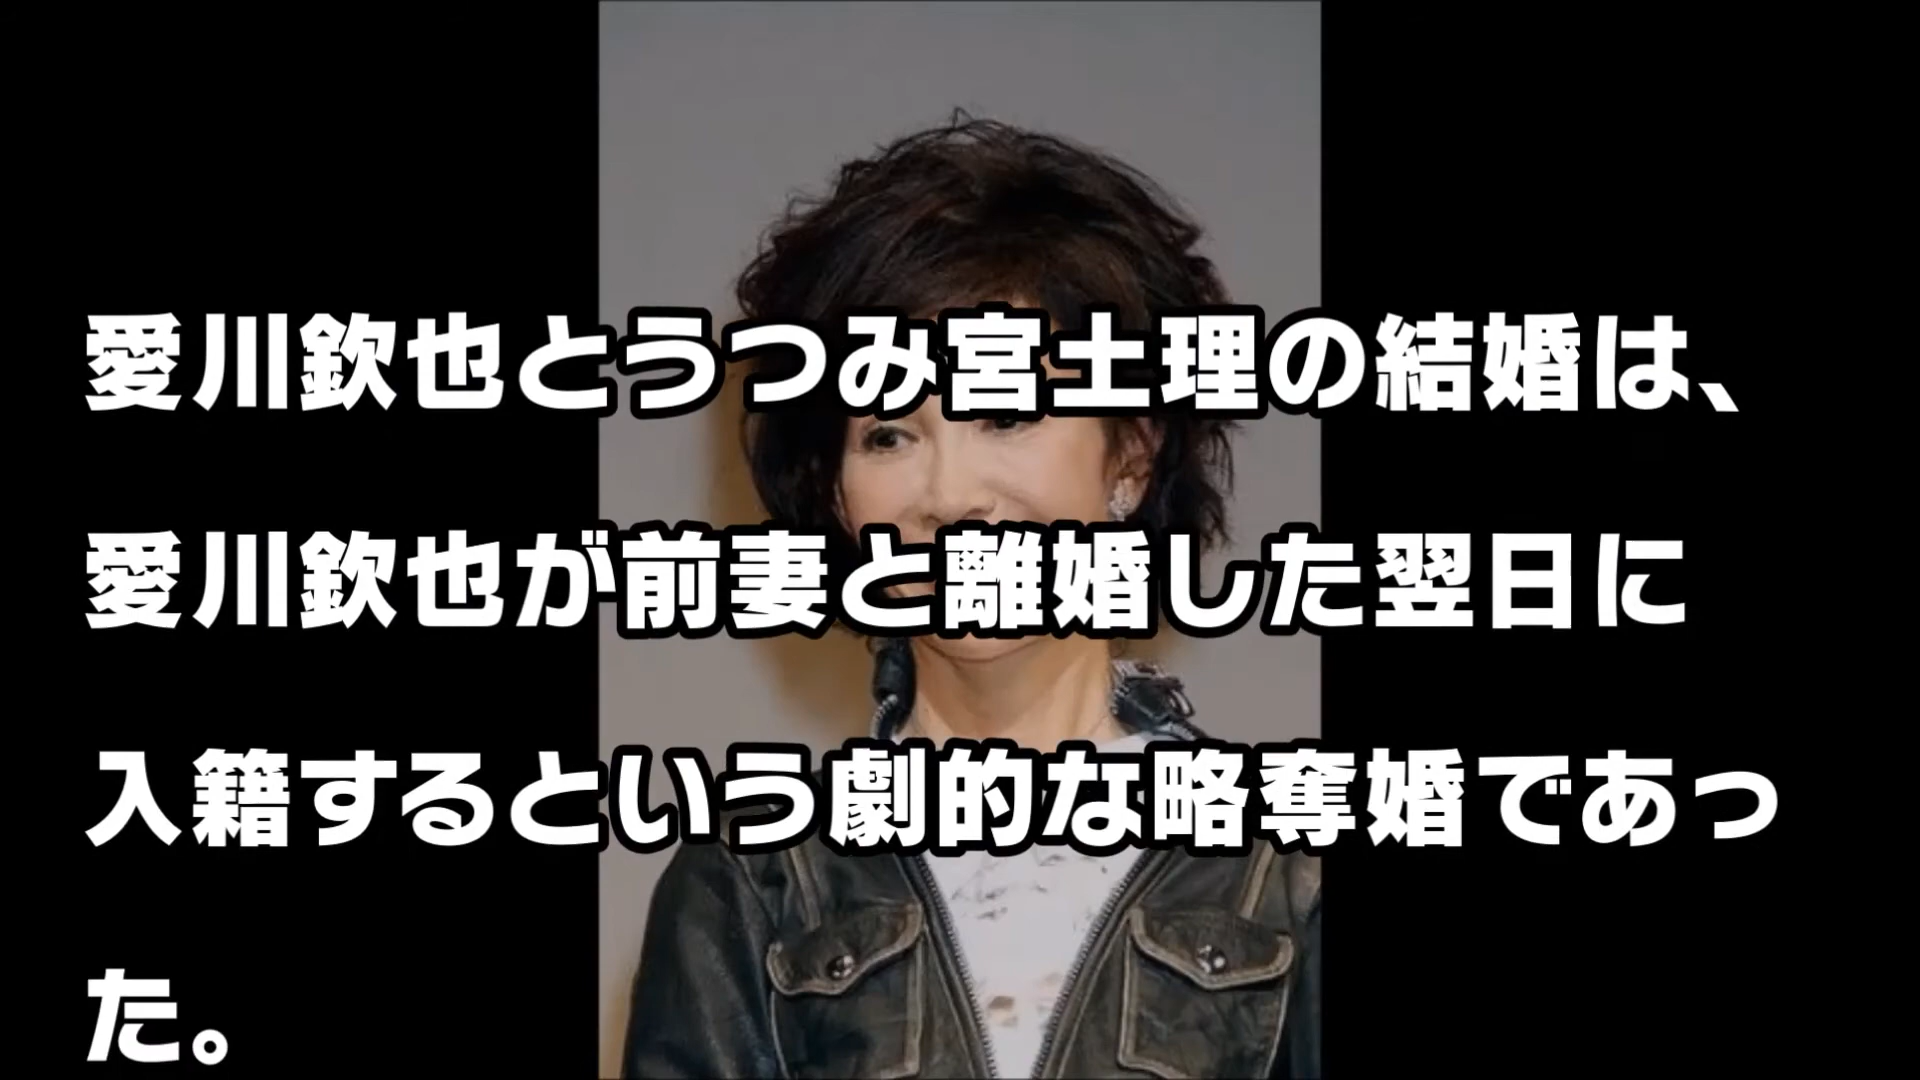 愛川欽也とうつみ宮土理の結婚は、
愛川欽也が前妻と離婚した翌日に
入籍するという劇的な略奪婚であっ
た。